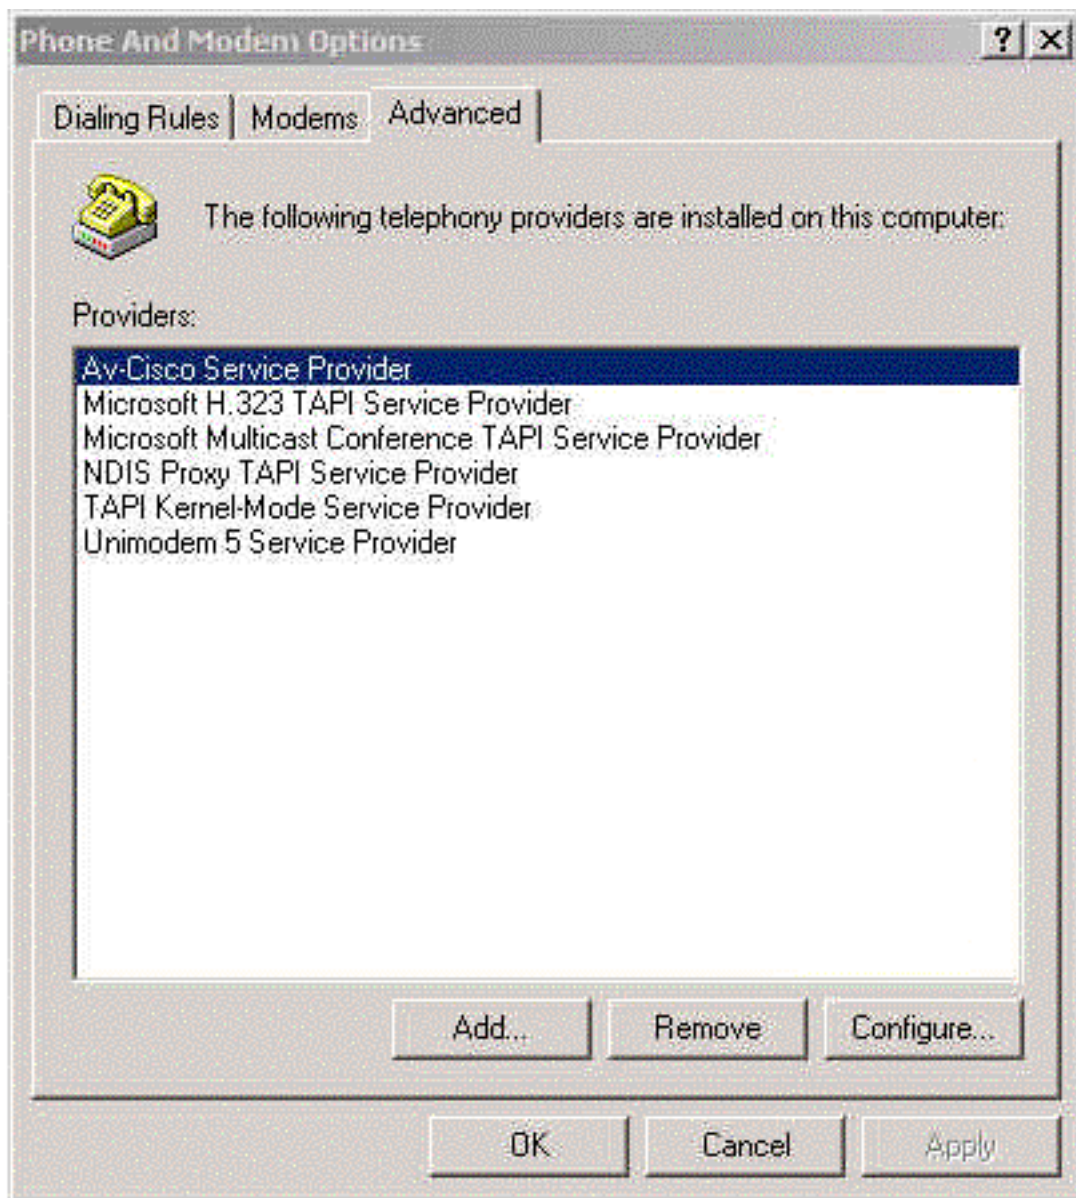 Phone And Modem Options
Dialing Rules Modems Advanced
The following telephony providers are installed on this computer:
Providers:
Av-Cisco Service Provider
Microsoft H.323 TAPI Service Provider
Microsoft Multicast Conference TAPI Service Provider
NDIS Proxy TAPI Service Provider
TAPI Kernel-Mode Service Provider
Unimodem 5 Service Provider
Add... Remove Configure...
OK Cancel Apply